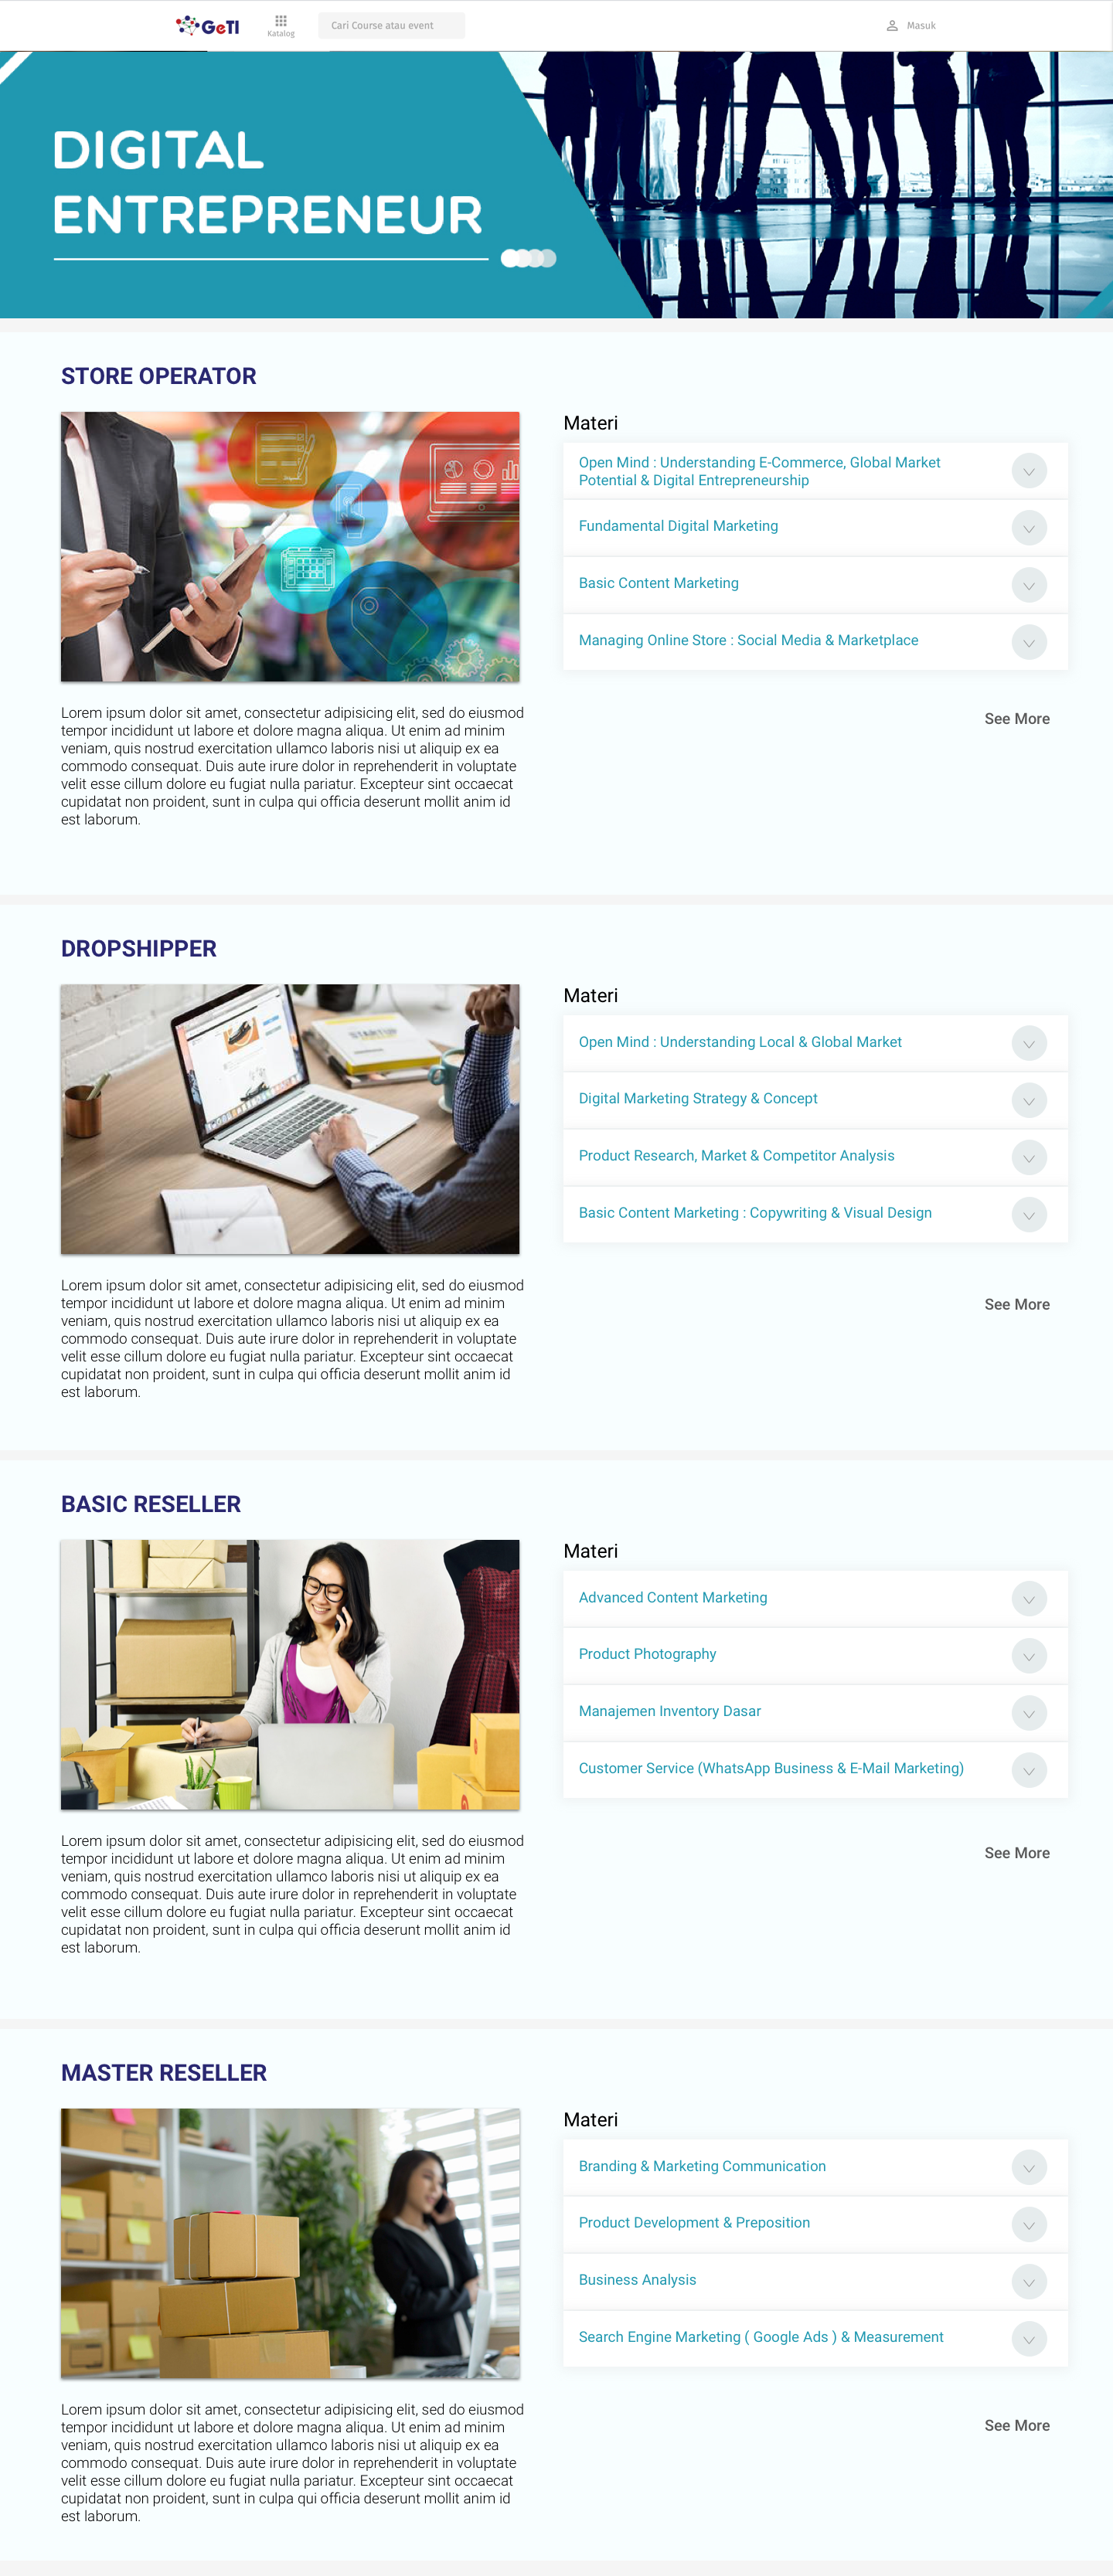 GeTI
Katalog
Cari Course atau event
Masuk
DIGITAL
ENTREPRENEUR
STORE OPERATOR
Materi
Open Mind : Understanding E-Commerce, Global Market
Potential & Digital Entrepreneurship
Fundamental Digital Marketing
Basic Content Marketing
Managing Online Store : Social Media & Marketplace
Lorem ipsum dolor sit amet, consectetur adipisicing elit, sed do eiusmod
tempor incididunt ut labore et dolore magna aliqua. Ut enim ad minim
veniam, quis nostrud exercitation ullamco laboris nisi ut aliquip ex ea
commodo consequat. Duis aute irure dolor in reprehenderit in voluptate
velit esse cillum dolore eu fugiat nulla pariatur. Excepteur sint occaecat
cupidatat non proident, sunt in culpa qui officia deserunt mollit anim id
est laborum.
See More
DROPSHIPPER
STARTUP
Materi
Open Mind : Understanding Local & Global Market
Digital Marketing Strategy & Concept
Product Research, Market & Competitor Analysis
Basic Content Marketing : Copywriting & Visual Design
Lorem ipsum dolor sit amet, consectetur adipisicing elit, sed do eiusmod
tempor incididunt ut labore et dolore magna aliqua. Ut enim ad minim
veniam, quis nostrud exercitation ullamco laboris nisi ut aliquip ex ea
commodo consequat. Duis aute irure dolor in reprehenderit in voluptate
velit esse cillum dolore eu fugiat nulla pariatur. Excepteur sint occaecat
cupidatat non proident, sunt in culpa qui officia deserunt mollit anim id
est laborum.
See More
BASIC RESELLER
Materi
Advanced Content Marketing
Product Photography
Manajemen Inventory Dasar
Customer Service (WhatsApp Business & E-Mail Marketing)
Lorem ipsum dolor sit amet, consectetur adipisicing elit, sed do eiusmod
tempor incididunt ut labore et dolore magna aliqua. Ut enim ad minim
veniam, quis nostrud exercitation ullamco laboris nisi ut aliquip ex ea
commodo consequat. Duis aute irure dolor in reprehenderit in voluptate
velit esse cillum dolore eu fugiat nulla pariatur. Excepteur sint occaecat
cupidatat non proident, sunt in culpa qui officia deserunt mollit anim id
est laborum.
See More
MASTER RESELLER
Materi
Branding & Marketing Communication
Product Development & Preposition
Business Analysis
Search Engine Marketing ( Google Ads ) & Measurement
Lorem ipsum dolor sit amet, consectetur adipisicing elit, sed do eiusmod
tempor incididunt ut labore et dolore magna aliqua. Ut enim ad minim
veniam, quis nostrud exercitation ullamco laboris nisi ut aliquip ex ea
commodo consequat. Duis aute irure dolor in reprehenderit in voluptate
velit esse cillum dolore eu fugiat nulla pariatur. Excepteur sint occaecat
cupidatat non proident, sunt in culpa qui officia deserunt mollit anim id
est laborum.
See More